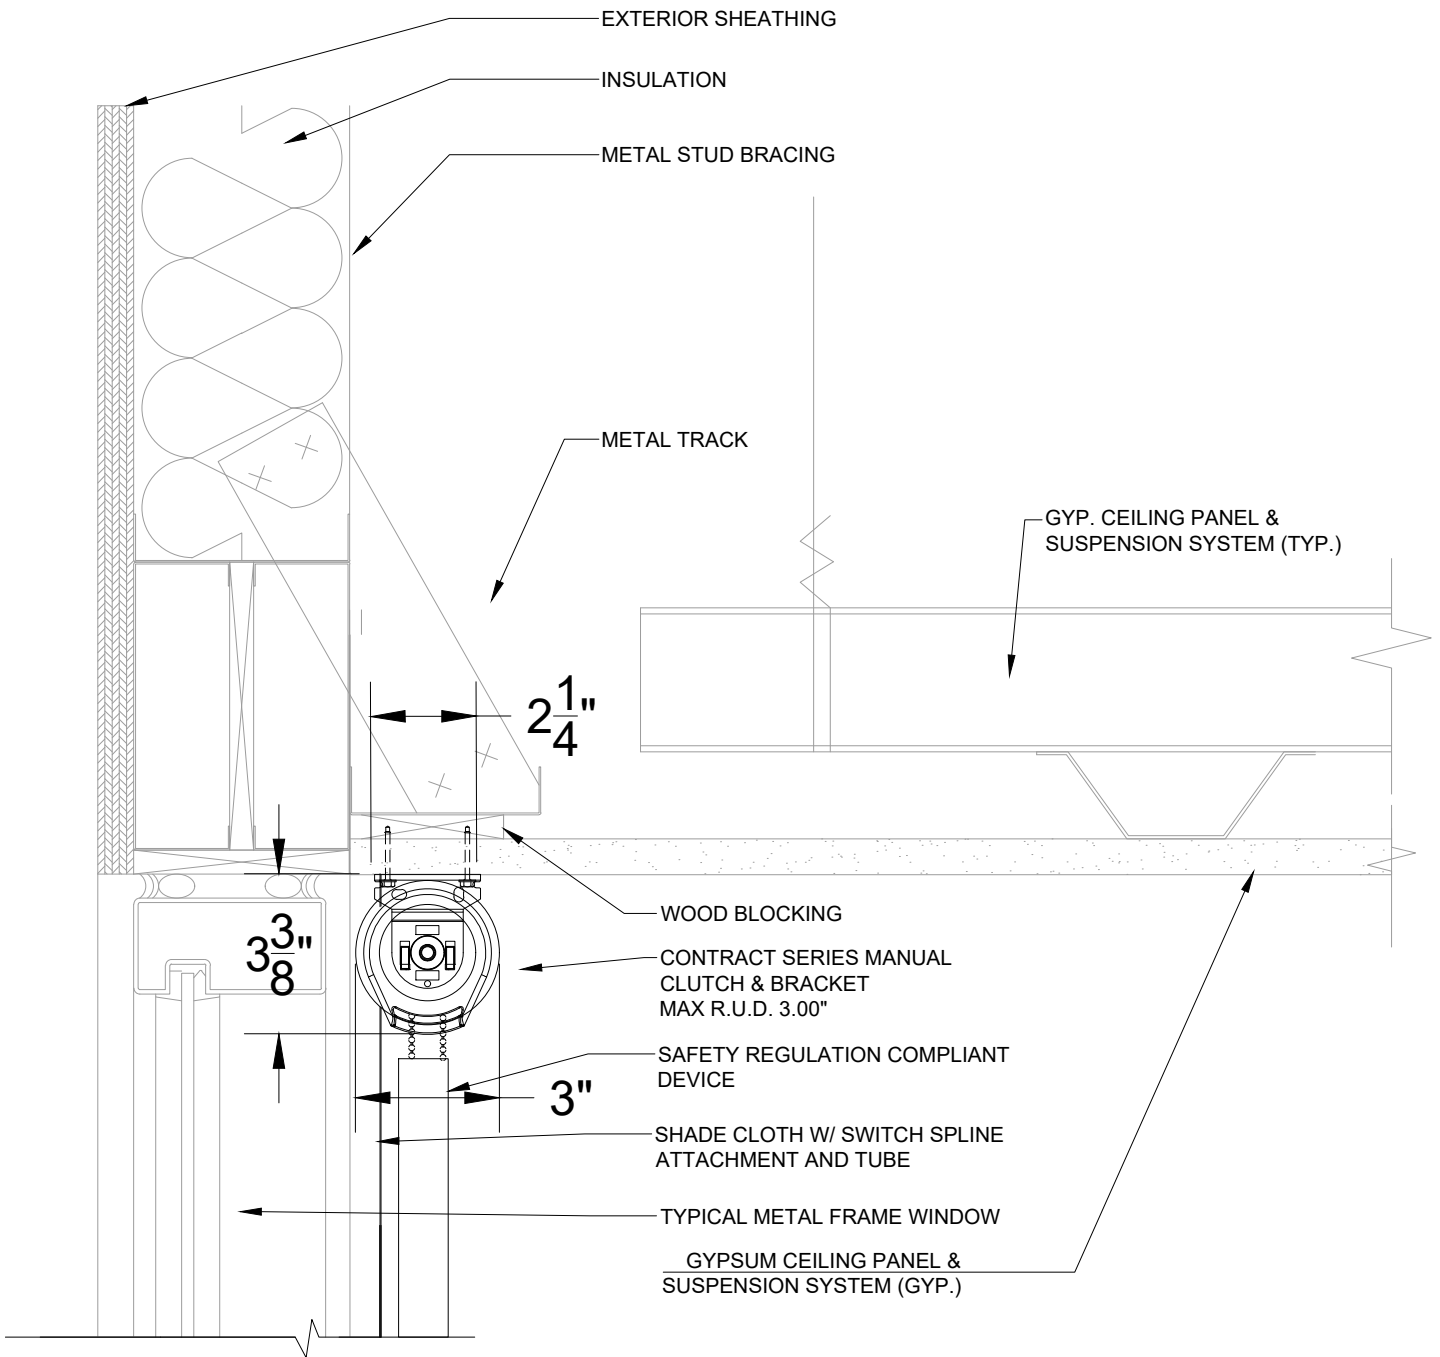 EXTERIOR SHEATHING
INSULATION
METAL STUD BRACING
METAL TRACK
GYP. CEILING PANEL &
SUSPENSION SYSTEM (TYP.)
2 1/4"
WOOD BLOCKING
3 3/8"
CONTRACT SERIES MANUAL
CLUTCH & BRACKET
MAX R.U.D. 3.00"
SAFETY REGULATION COMPLIANT
DEVICE
3"
SHADE CLOTH W/ SWITCH SPLINE
ATTACHMENT AND TUBE
TYPICAL METAL FRAME WINDOW
GYPSUM CEILING PANEL &
SUSPENSION SYSTEM (GYP.)